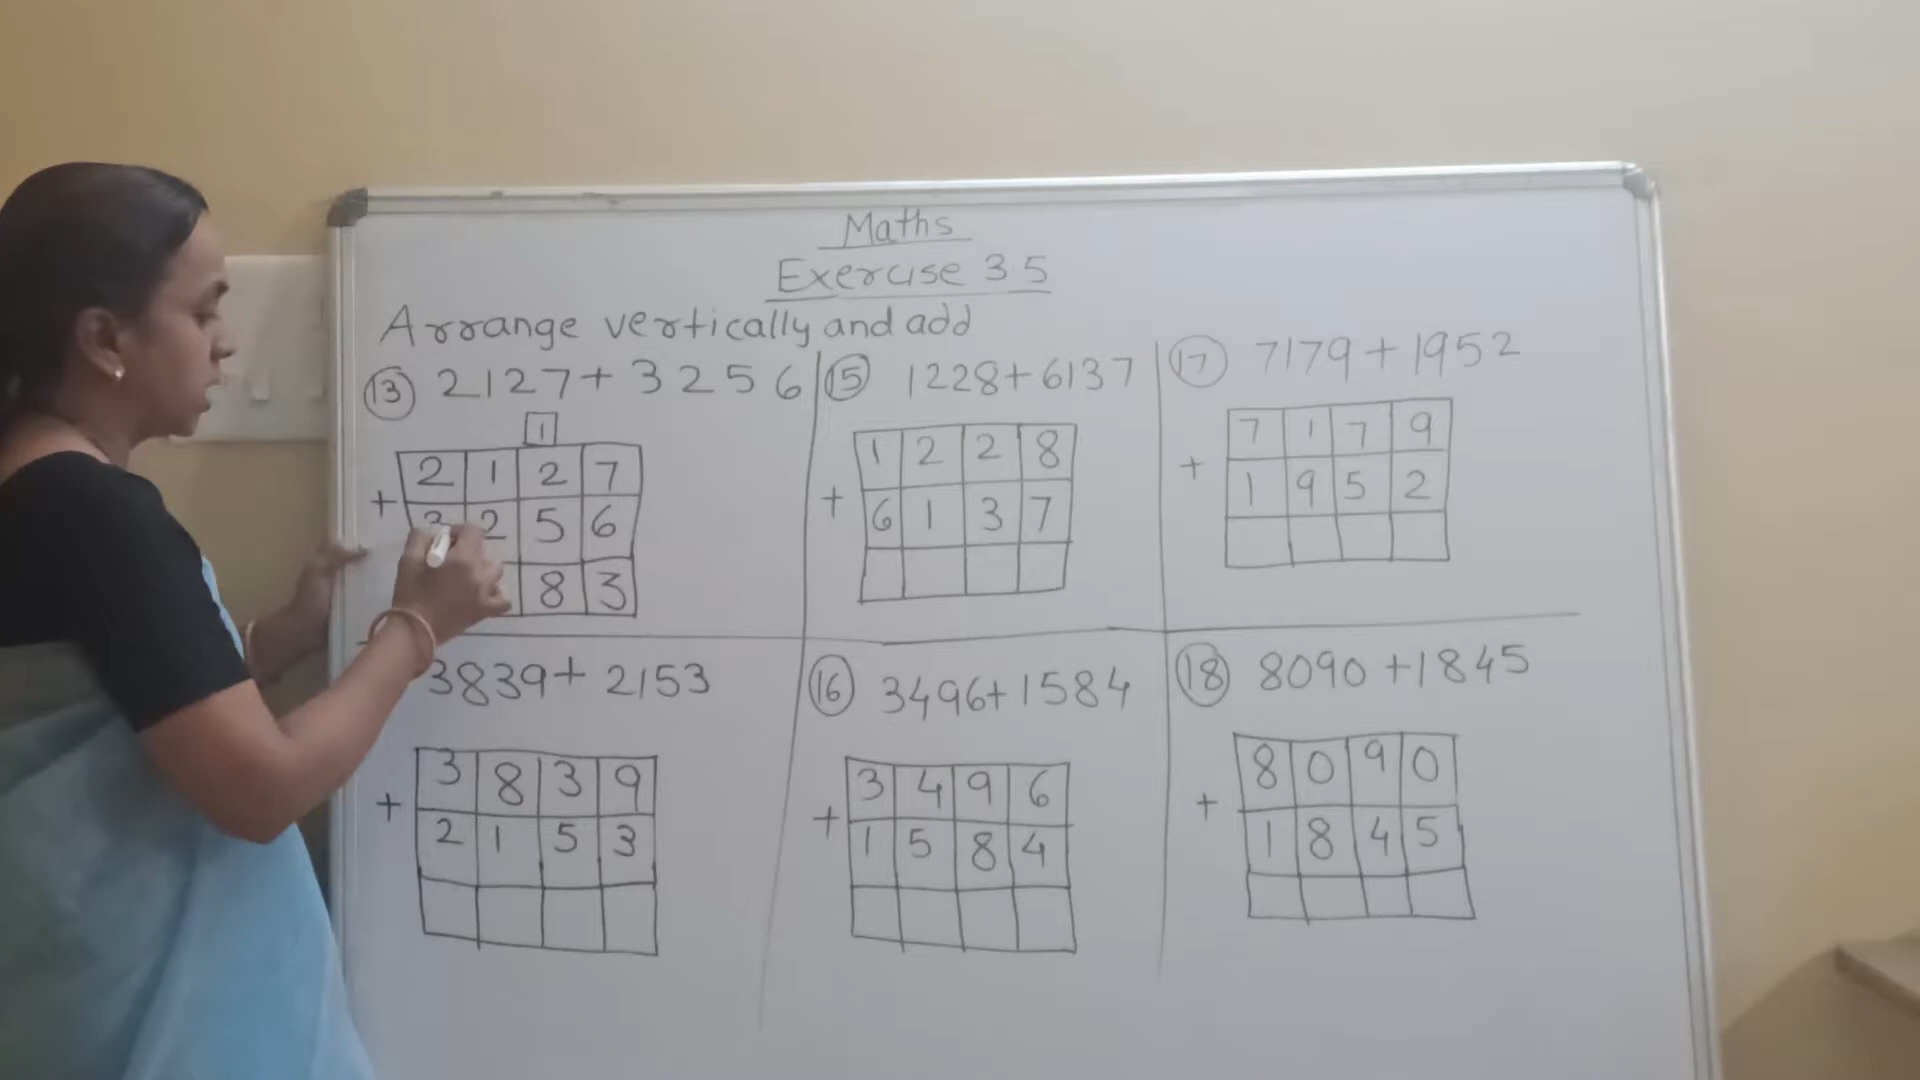 Maths
Exercise 3.5
Arrange vertically and add
13 2127 + 3256
1
2 1 2 7
+
3 2 5 6
8 3
15 1228 + 6137
1 2 2 8
+
6 1 3 7
17 7179 + 1952
7 1 7 9
+
1 9 5 2
3839 + 2153
3 8 3 9
+
2 1 5 3
16 3496 + 1584
3 4 9 6
+
1 5 8 4
18 8090 + 1845
8 0 9 0
+
1 8 4 5